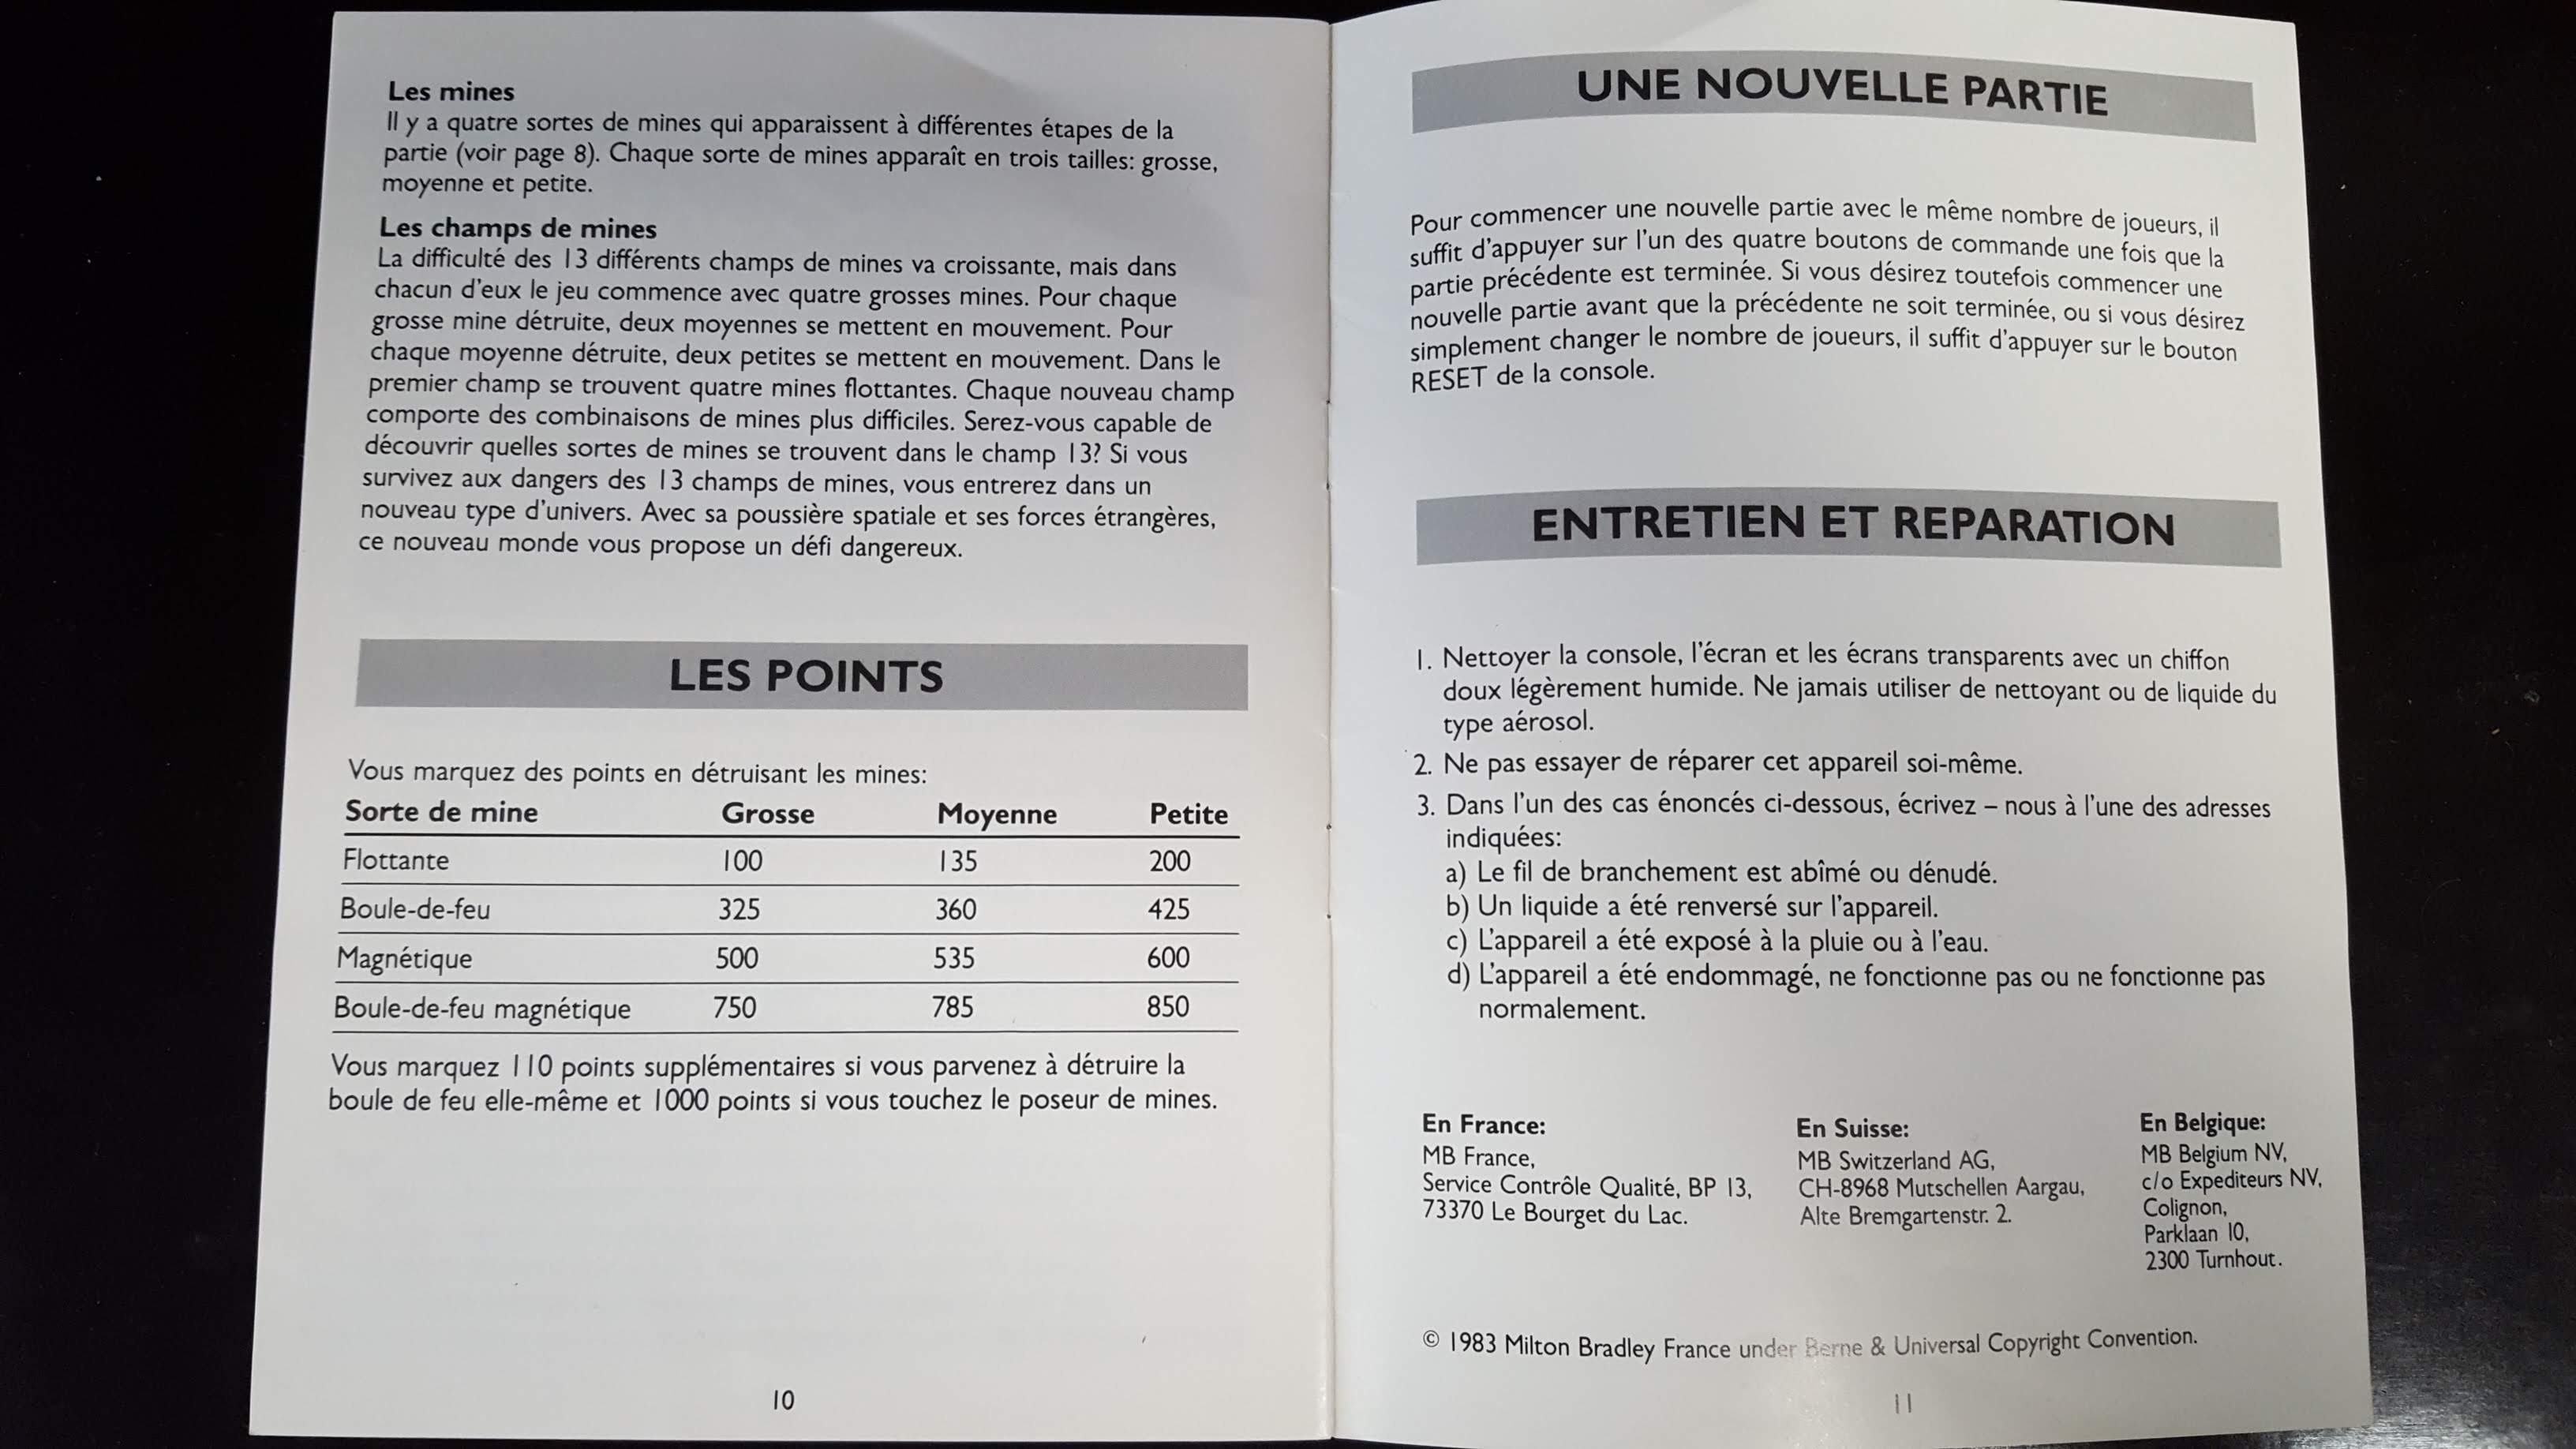 Les mines
Il y a quatre sortes de mines qui apparaissent à différentes étapes de la
partie (voir page 8). Chaque sorte de mines apparaît en trois tailles: grosse,
moyenne et petite.
Les champs de mines
La difficulté des 13 différents champs de mines va croissante, mais dans
chacun d'eux le jeu commence avec quatre grosses mines. Pour chaque
grosse mine détruite, deux moyennes se mettent en mouvement. Pour
chaque moyenne détruite, deux petites se mettent en mouvement. Dans le
premier champ se trouvent quatre mines flottantes. Chaque nouveau champ
comporte des combinaisons de mines plus difficiles. Serez-vous capable de
découvrir quelles sortes de mines se trouvent dans le champ 13? Si vous
survivez aux dangers des 13 champs de mines, vous entrerez dans un
nouveau type d'univers. Avec sa poussière spatiale et ses forces étrangères,
ce nouveau monde vous propose un défi dangereux.
LES POINTS
Vous marquez des points en détruisant les mines:
Sorte de mine Grosse Moyenne Petite
Flottante 100 135 200
Boule-de-feu 325 360 425
Magnétique 500 535 600
Boule-de-feu magnétique 750 785 850
Vous marquez 110 points supplémentaires si vous parvenez à détruire la
boule de feu elle-même et 1000 points si vous touchez le poseur de mines.
10
UNE NOUVELLE PARTIE
Pour commencer une nouvelle partie avec le même nombre de joueurs, il
suffit d'appuyer sur l'un des quatre boutons de commande une fois que la
partie précédente est terminée. Si vous désirez toutefois commencer une
nouvelle partie avant que la précédente ne soit terminée, ou si vous désirez
simplement changer le nombre de joueurs, il suffit d'appuyer sur le bouton
RESET de la console.
ENTRETIEN ET REPARATION
1. Nettoyer la console, l'écran et les écrans transparents avec un chiffon
doux légèrement humide. Ne jamais utiliser de nettoyant ou de liquide du
type aérosol.
2. Ne pas essayer de réparer cet appareil soi-même.
3. Dans l'un des cas énoncés ci-dessous, écrivez – nous à l'une des adresses
indiquées:
a) Le fil de branchement est abîmé ou dénudé.
b) Un liquide a été renversé sur l'appareil.
c) L'appareil a été exposé à la pluie ou à l'eau.
d) L'appareil a été endommagé, ne fonctionne pas ou ne fonctionne pas
normalement.
En France:
MB France,
Service Contrôle Qualité, BP 13,
73370 Le Bourget du Lac.
En Suisse:
MB Switzerland AG,
CH-8968 Mutschellen Aargau,
Alte Bremgartenstr. 2.
En Belgique:
MB Belgium NV,
c/o Expediteurs NV,
Colignon,
Parklaan 10,
2300 Turnhout.
© 1983 Milton Bradley France under Berne & Universal Copyright Convention.
11